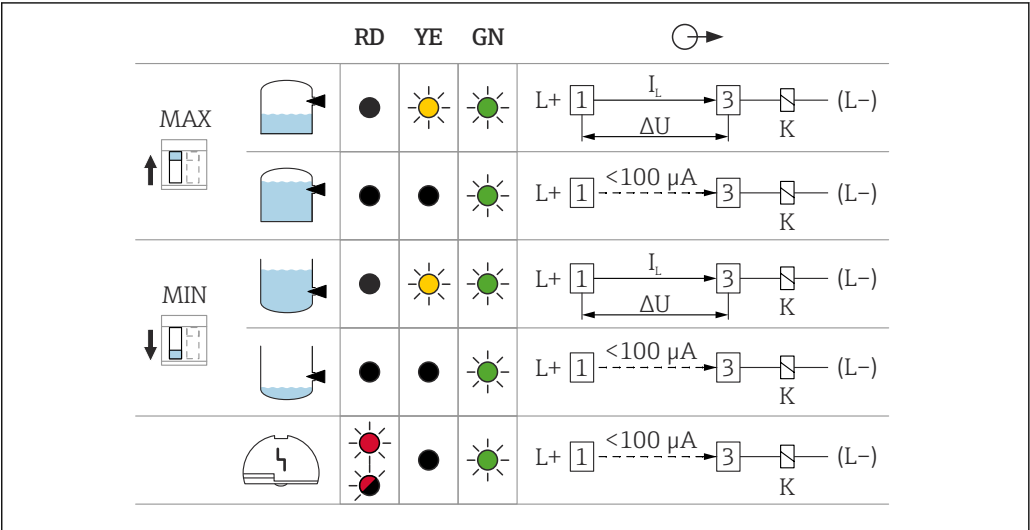 RD YE GN
MAX
L+ 1 I_L 3 (L−)
ΔU K
L+ 1 <100 µA 3 (L−)
K
MIN
L+ 1 I_L 3 (L−)
ΔU K
L+ 1 <100 µA 3 (L−)
K
L+ 1 <100 µA 3 (L−)
K